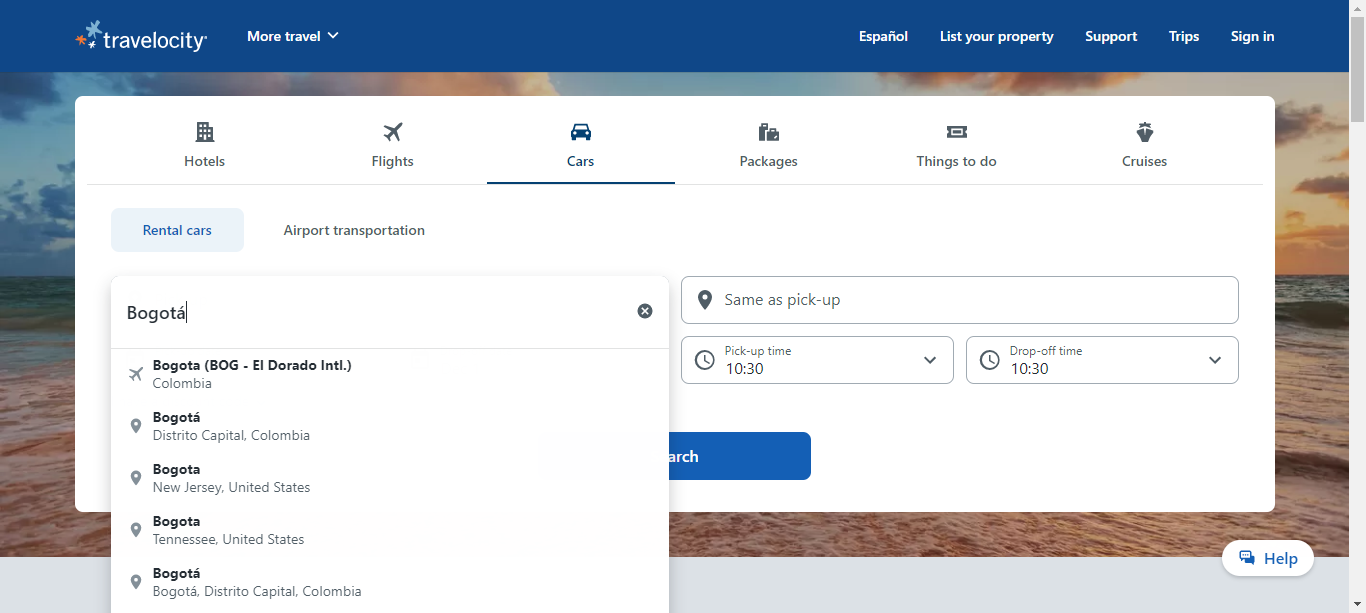 travelocity
More travel
Español
List your property
Support
Trips
Sign in
Hotels
Flights
Cars
Packages
Things to do
Cruises
Rental cars
Airport transportation
Bogotá
Same as pick-up
Pick-up time
10:30
Drop-off time
10:30
Bogota (BOG - El Dorado Intl.)
Colombia
Bogotá
Distrito Capital, Colombia
Bogota
New Jersey, United States
Bogota
Tennessee, United States
Bogotá
Bogotá, Distrito Capital, Colombia
arch
Help